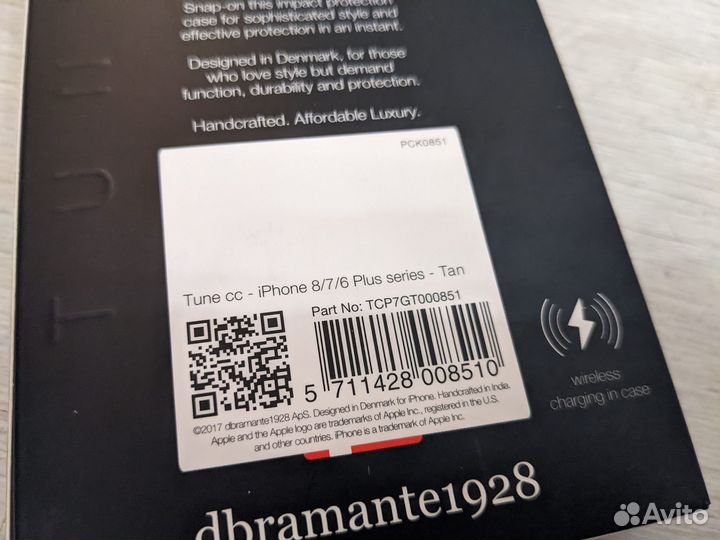 Snap-on this impact protection
case for sophisticated style and
effective protection in an instant.
Designed in Denmark, for those
who love style but demand
function, durability and protection.
Handcrafted. Affordable Luxury.
PCK0851
Tune cc - iPhone 8/7/6 Plus series - Tan
Part No: TCP7GT000851
5 711428 008510
©2017 dbramante1928 ApS. Designed in Denmark for iPhone. Handcrafted in India.
Apple and the Apple logo are trademarks of Apple Inc., registered in the U.S.
and other countries. iPhone is a trademark of Apple Inc.
wireless
charging in case
dbramante1928
TU
Avito